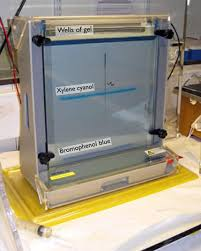 Wells of gel
Xylene cyanol
Bromophenol blue